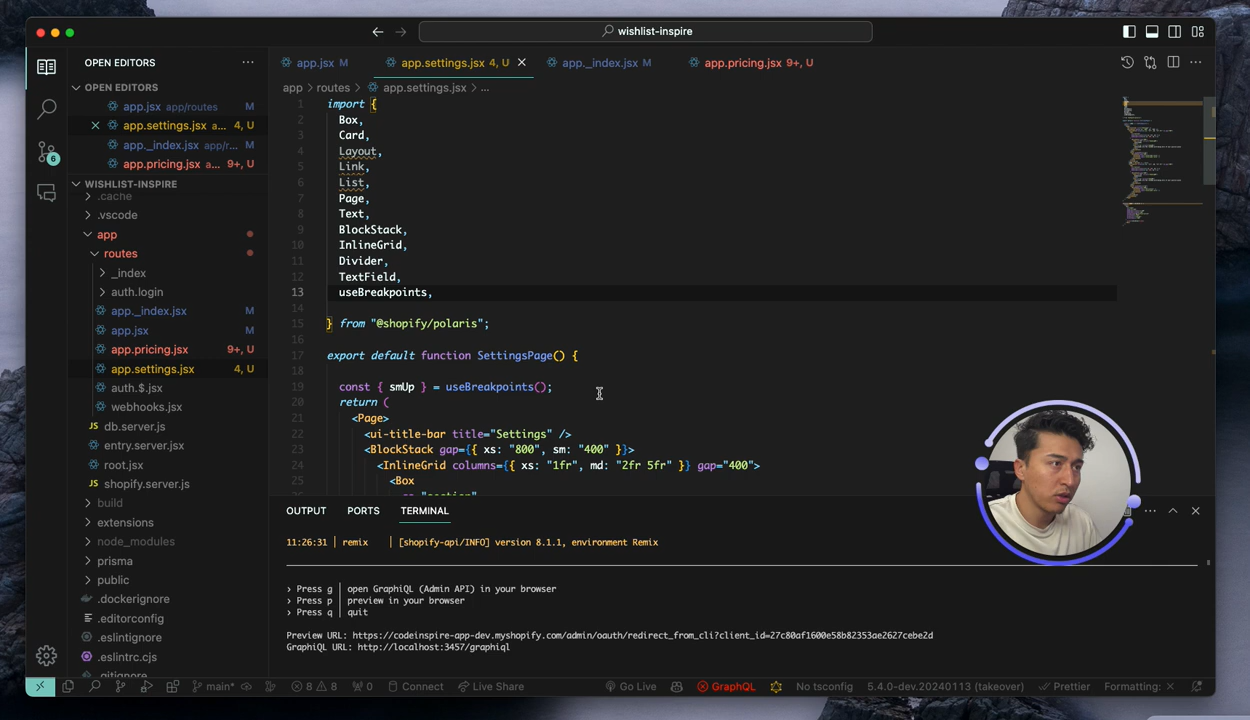 wishlist-inspire
OPEN EDITORS
app.jsx M
app.settings.jsx 4, U
app._index.jsx M
app.pricing.jsx 9+, U
OPEN EDITORS
app.jsx app/routes M
app.settings.jsx a... 4, U
app._index.jsx app/r... M
app.pricing.jsx a... 9+, U
6
WISHLIST-INSPIRE
.cache
.vscode
app
routes
_index
auth.login
app._index.jsx M
app.jsx M
app.pricing.jsx 9+, U
app.settings.jsx 4, U
auth.$.jsx
webhooks.jsx
JS db.server.js
entry.server.jsx
root.jsx
JS shopify.server.js
build
extensions
node_modules
prisma
public
.dockerignore
.editorconfig
.eslintignore
.eslintrc.cjs
.gitignore
app > routes > app.settings.jsx > ...
1 import {
2 Box,
3 Card,
4 Layout,
5 Link,
6 List,
7 Page,
8 Text,
9 BlockStack,
10 InlineGrid,
11 Divider,
12 TextField,
13 useBreakpoints,
14
15 } from "@shopify/polaris";
16
17 export default function SettingsPage() {
18
19 const { smUp } = useBreakpoints();
20 return (
21 <Page>
22 <ui-title-bar title="Settings" />
23 <BlockStack gap={{ xs: "800", sm: "400" }}>
24 <InlineGrid columns={{ xs: "1fr", md: "2fr 5fr" }} gap="400">
25 <Box
26 as="section"
OUTPUT PORTS TERMINAL
11:26:31 | remix | [shopify-api/INFO] version 8.1.1, environment Remix
› Press g | open GraphiQL (Admin API) in your browser
› Press p | preview in your browser
› Press q | quit
Preview URL: https://codeinspire-app-dev.myshopify.com/admin/oauth/redirect_from_cli?client_id=27c80af1600e58b82353ae2627cebe2d
GraphiQL URL: http://localhost:3457/graphiql
main* 8 8 0 Connect Live Share Go Live GraphQL No tsconfig 5.4.0-dev.20240113 (takeover) Prettier Formatting: ×